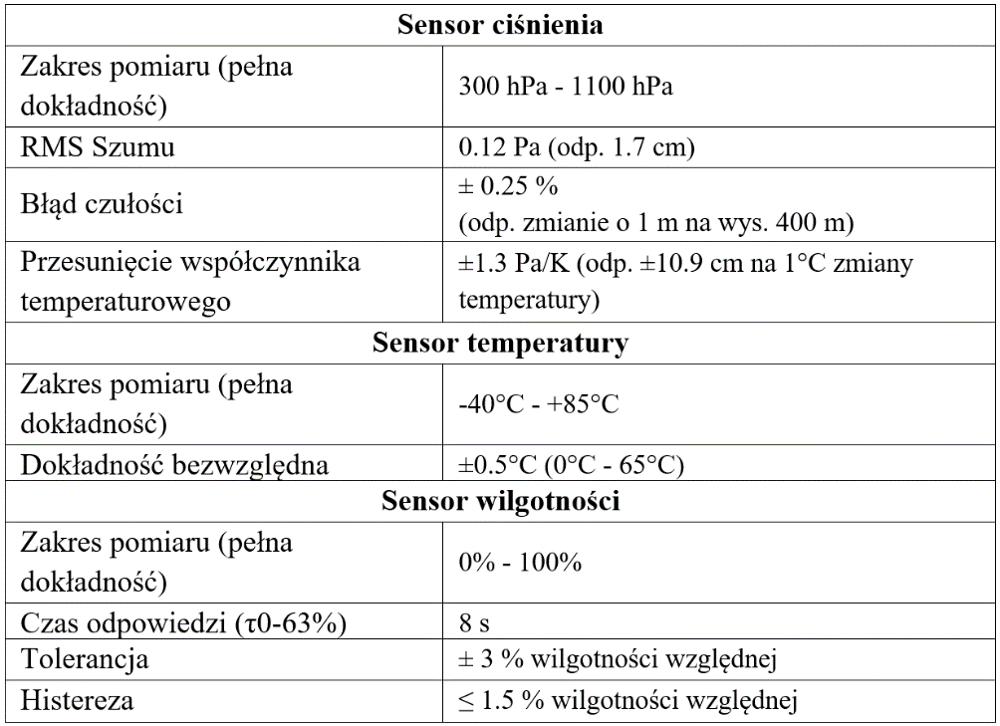 Sensor ciśnienia
Zakres pomiaru (pełna
dokładność)
300 hPa - 1100 hPa
RMS Szumu
0.12 Pa (odp. 1.7 cm)
Błąd czułości
± 0.25 %
(odp. zmianie o 1 m na wys. 400 m)
Przesunięcie współczynnika
temperaturowego
±1.3 Pa/K (odp. ±10.9 cm na 1°C zmiany
temperatury)
Sensor temperatury
Zakres pomiaru (pełna
dokładność)
-40°C - +85°C
Dokładność bezwzględna
±0.5°C (0°C - 65°C)
Sensor wilgotności
Zakres pomiaru (pełna
dokładność)
0% - 100%
Czas odpowiedzi (τ0-63%)
8 s
Tolerancja
± 3 % wilgotności względnej
Histereza
≤ 1.5 % wilgotności względnej